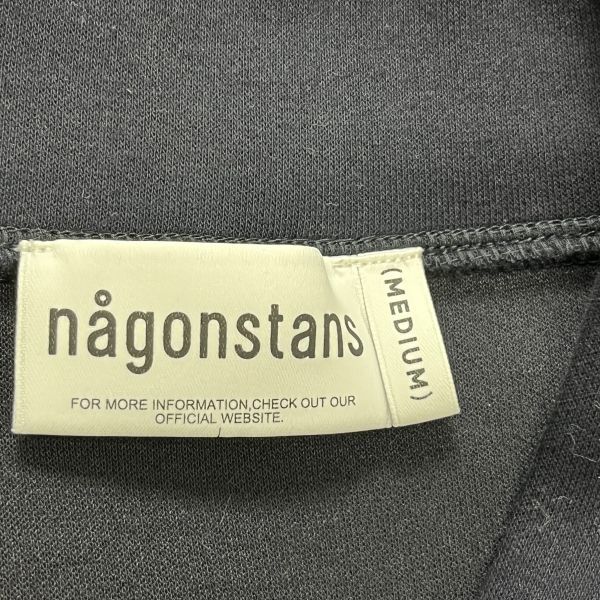 någonstans
FOR MORE INFORMATION,CHECK OUT OUR
OFFICIAL WEBSITE.
(MEDIUM)